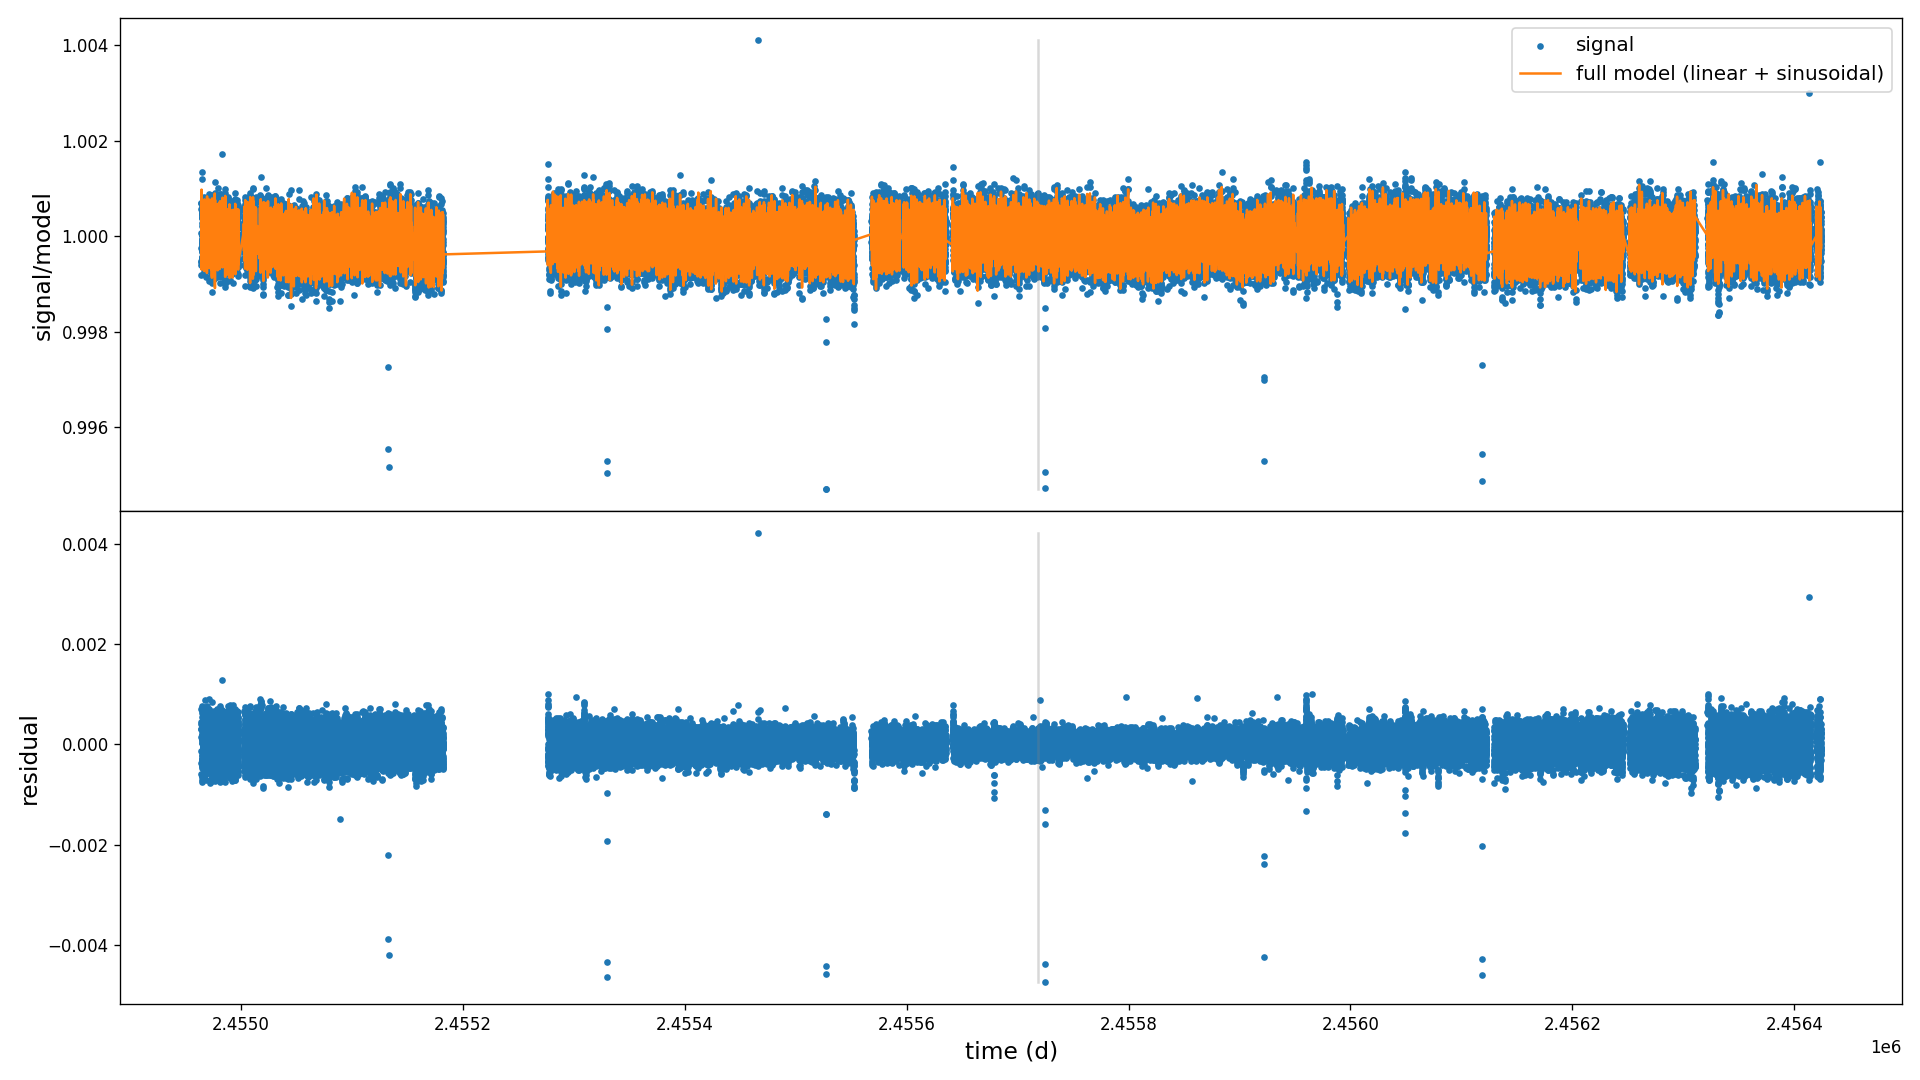 signal
full model (linear + sinusoidal)
1.004
1.002
1.000
0.998
0.996
signal/model
0.004
0.002
0.000
−0.002
−0.004
residual
2.4550 2.4552 2.4554 2.4556 2.4558 2.4560 2.4562 2.4564
1e6
time (d)